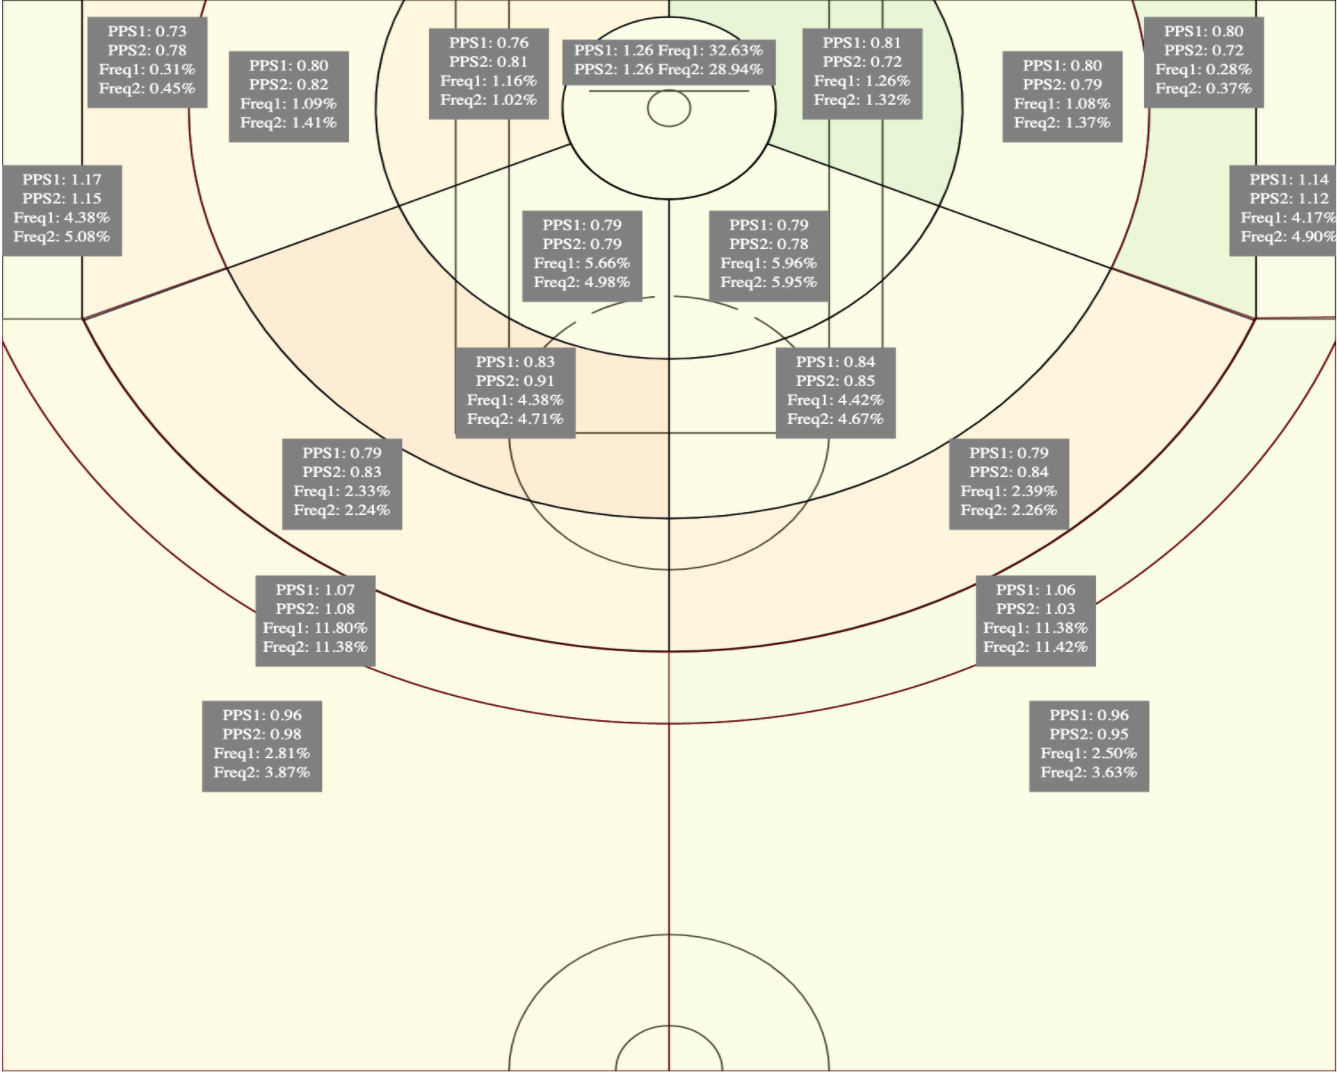 PPS1: 0.73
PPS2: 0.78
Freq1: 0.31%
Freq2: 0.45%
PPS1: 0.80
PPS2: 0.82
Freq1: 1.09%
Freq2: 1.41%
PPS1: 0.76
PPS2: 0.81
Freq1: 1.16%
Freq2: 1.02%
PPS1: 1.26 Freq1: 32.63%
PPS2: 1.26 Freq2: 28.94%
PPS1: 0.81
PPS2: 0.72
Freq1: 1.26%
Freq2: 1.32%
PPS1: 0.80
PPS2: 0.79
Freq1: 1.08%
Freq2: 1.37%
PPS1: 0.80
PPS2: 0.72
Freq1: 0.28%
Freq2: 0.37%
PPS1: 1.17
PPS2: 1.15
Freq1: 4.38%
Freq2: 5.08%
PPS1: 0.79
PPS2: 0.79
Freq1: 5.66%
Freq2: 4.98%
PPS1: 0.79
PPS2: 0.78
Freq1: 5.96%
Freq2: 5.95%
PPS1: 1.14
PPS2: 1.12
Freq1: 4.17%
Freq2: 4.90%
PPS1: 0.83
PPS2: 0.91
Freq1: 4.38%
Freq2: 4.71%
PPS1: 0.84
PPS2: 0.85
Freq1: 4.42%
Freq2: 4.67%
PPS1: 0.79
PPS2: 0.83
Freq1: 2.33%
Freq2: 2.24%
PPS1: 0.79
PPS2: 0.84
Freq1: 2.39%
Freq2: 2.26%
PPS1: 1.07
PPS2: 1.08
Freq1: 11.80%
Freq2: 11.38%
PPS1: 1.06
PPS2: 1.03
Freq1: 11.38%
Freq2: 11.42%
PPS1: 0.96
PPS2: 0.98
Freq1: 2.81%
Freq2: 3.87%
PPS1: 0.96
PPS2: 0.95
Freq1: 2.50%
Freq2: 3.63%